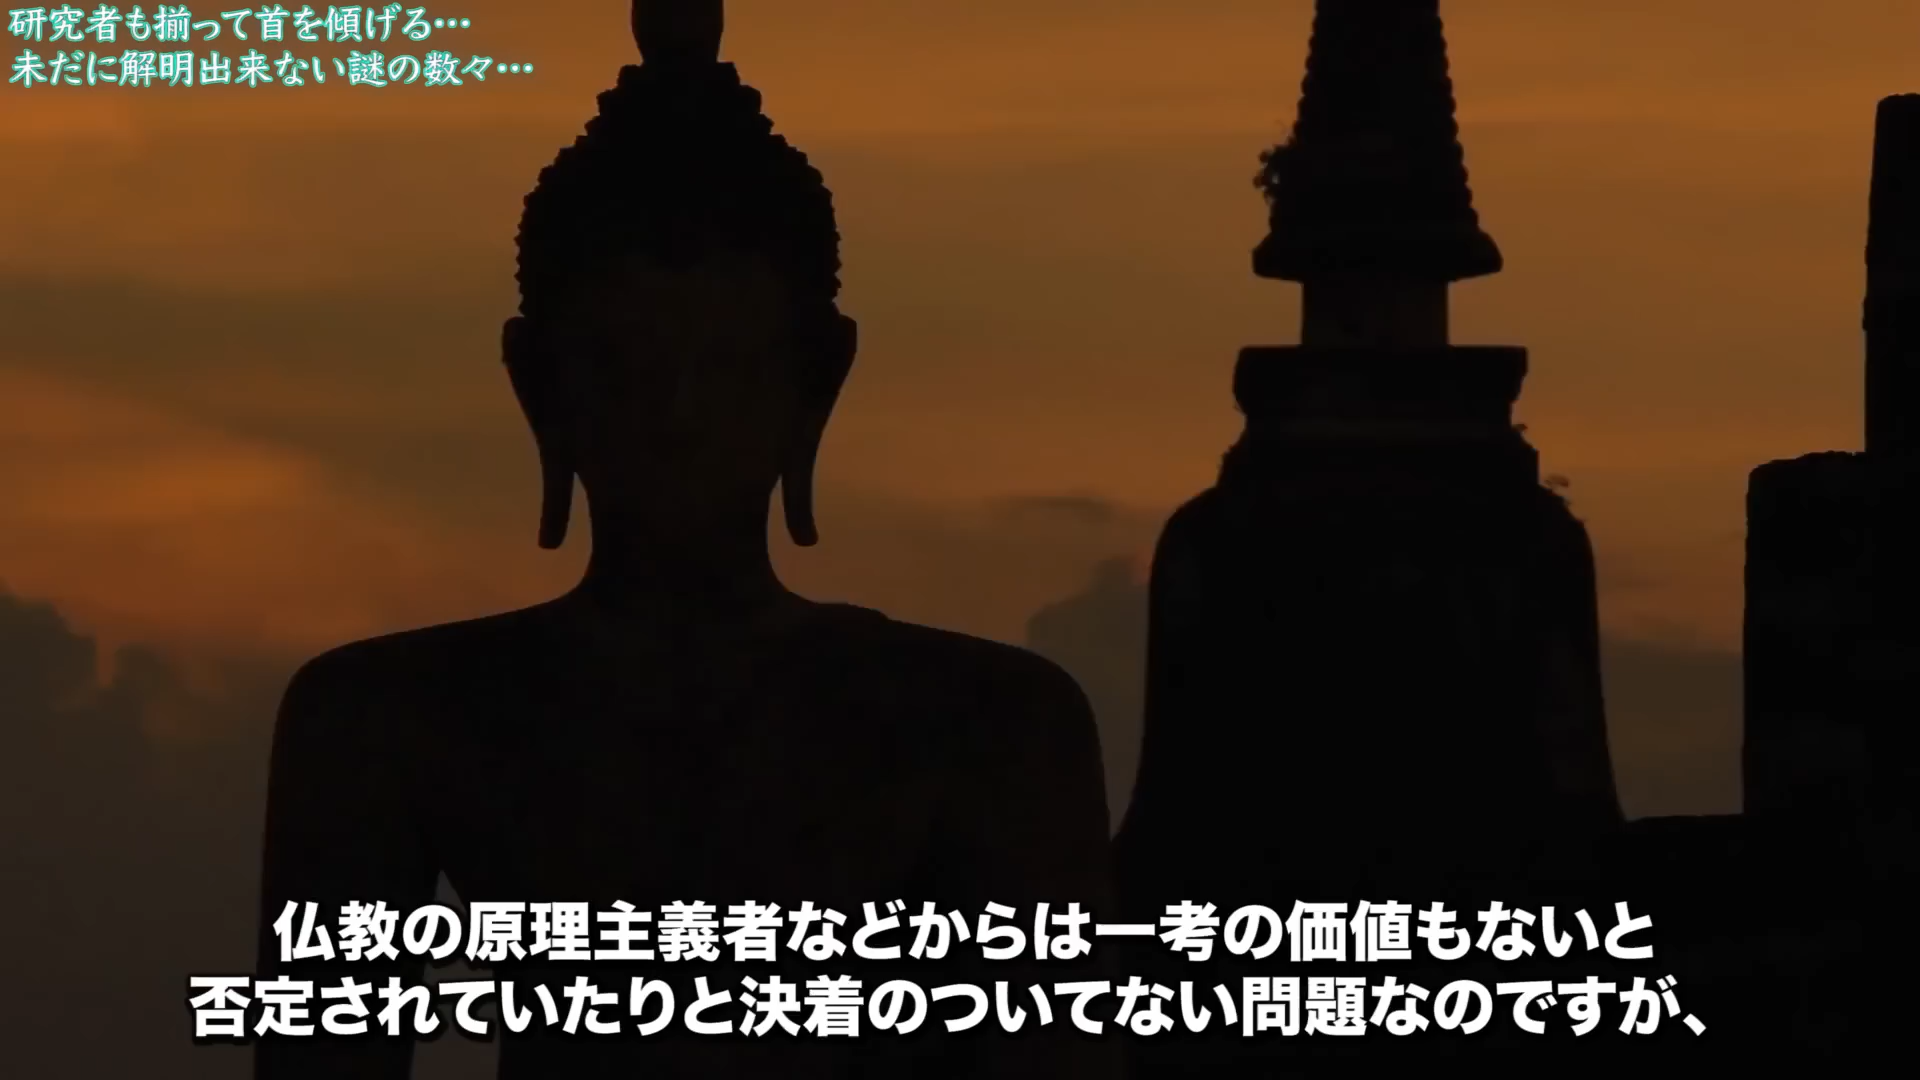 研究者も揃って首を傾げる…
未だに解明出来ない謎の数々…
仏教の原理主義者などからは一考の価値もないと
否定されていたりと決着のついてない問題なのですが、